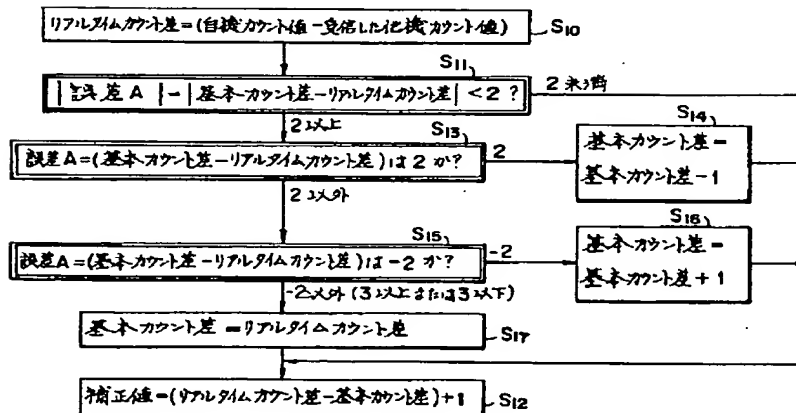 リアルタイムカウント差=(自機カウント値-受信した他機カウント値)
S10
S11
|誤差A|-|基本カウント差-リアルタイムカウント差|<2?
2未満
2以上
S13
S14
誤差A=(基本カウント差-リアルタイムカウント差)は2か?
2
基本カウント差=
基本カウント差-1
2以外
S15
S16
誤差A=(基本カウント差-リアルタイムカウント差)は-2か?
-2
基本カウント差=
基本カウント差+1
-2以外(3以上または3以下)
基本カウント差=リアルタイムカウント差
S17
補正値=(リアルタイムカウント差-基本カウント差)+1
S12